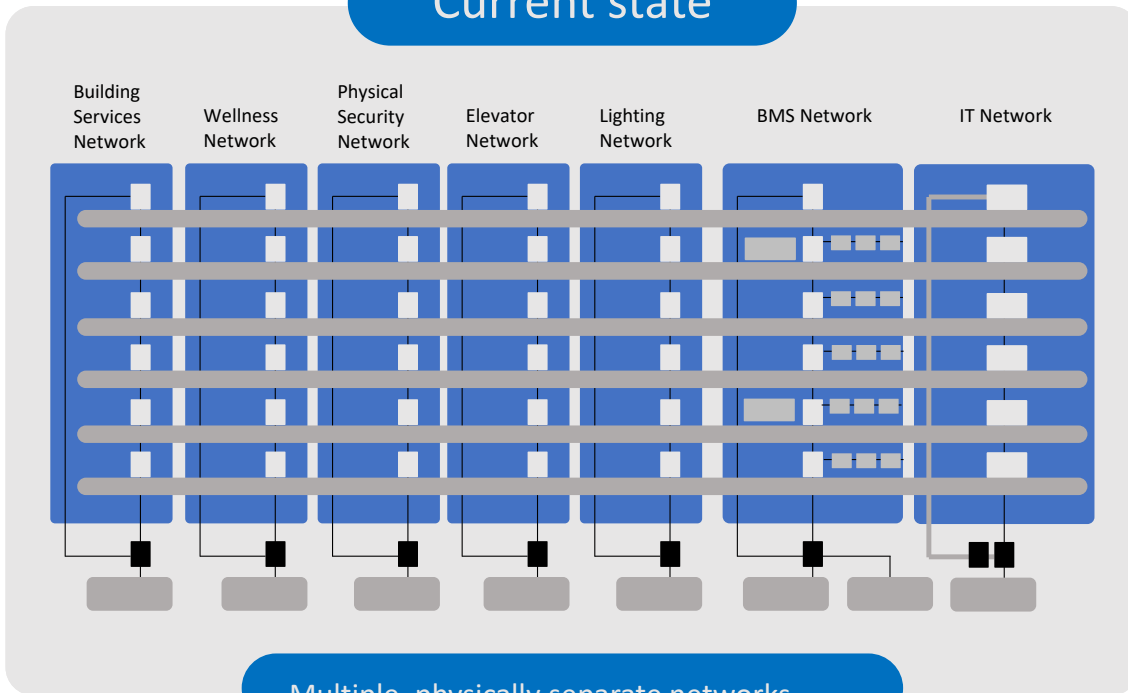 Current state
Building
Services
Network
Wellness
Network
Physical
Security
Network
Elevator
Network
Lighting
Network
BMS Network
IT Network
Multiple, physically separate networks